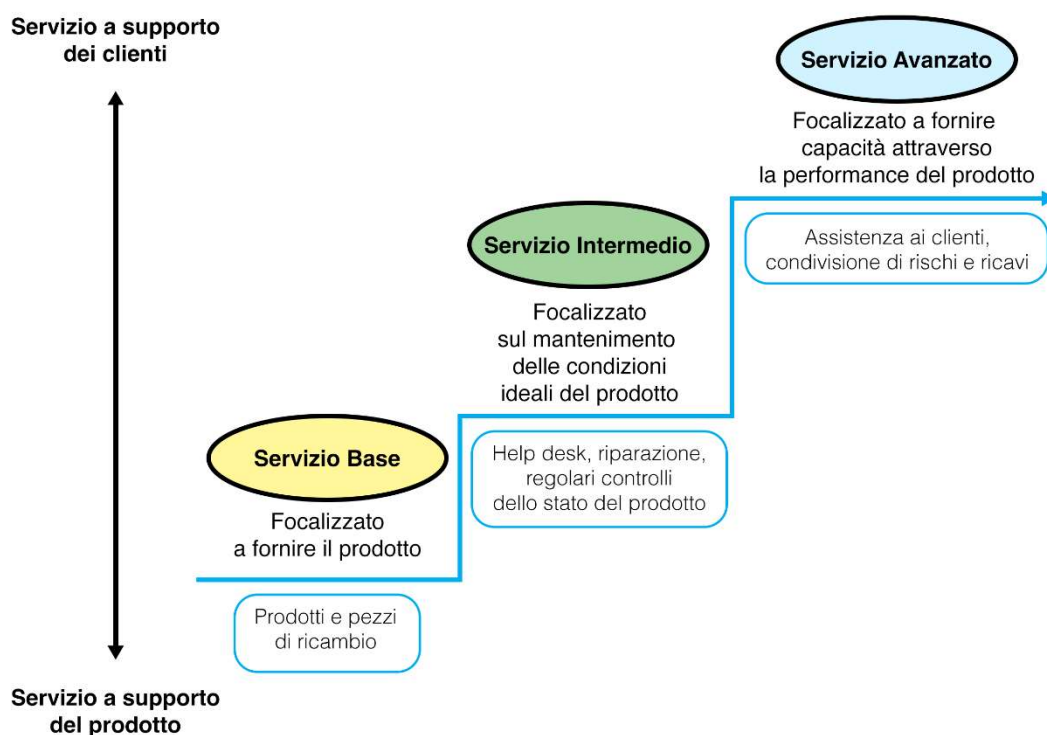 Servizio a supporto
dei clienti
Servizio Avanzato
Focalizzato a fornire
capacità attraverso
la performance del prodotto
Assistenza ai clienti,
condivisione di rischi e ricavi
Servizio Intermedio
Focalizzato
sul mantenimento
delle condizioni
ideali del prodotto
Help desk, riparazione,
regolari controlli
dello stato del prodotto
Servizio Base
Focalizzato
a fornire il prodotto
Prodotti e pezzi
di ricambio
Servizio a supporto
del prodotto